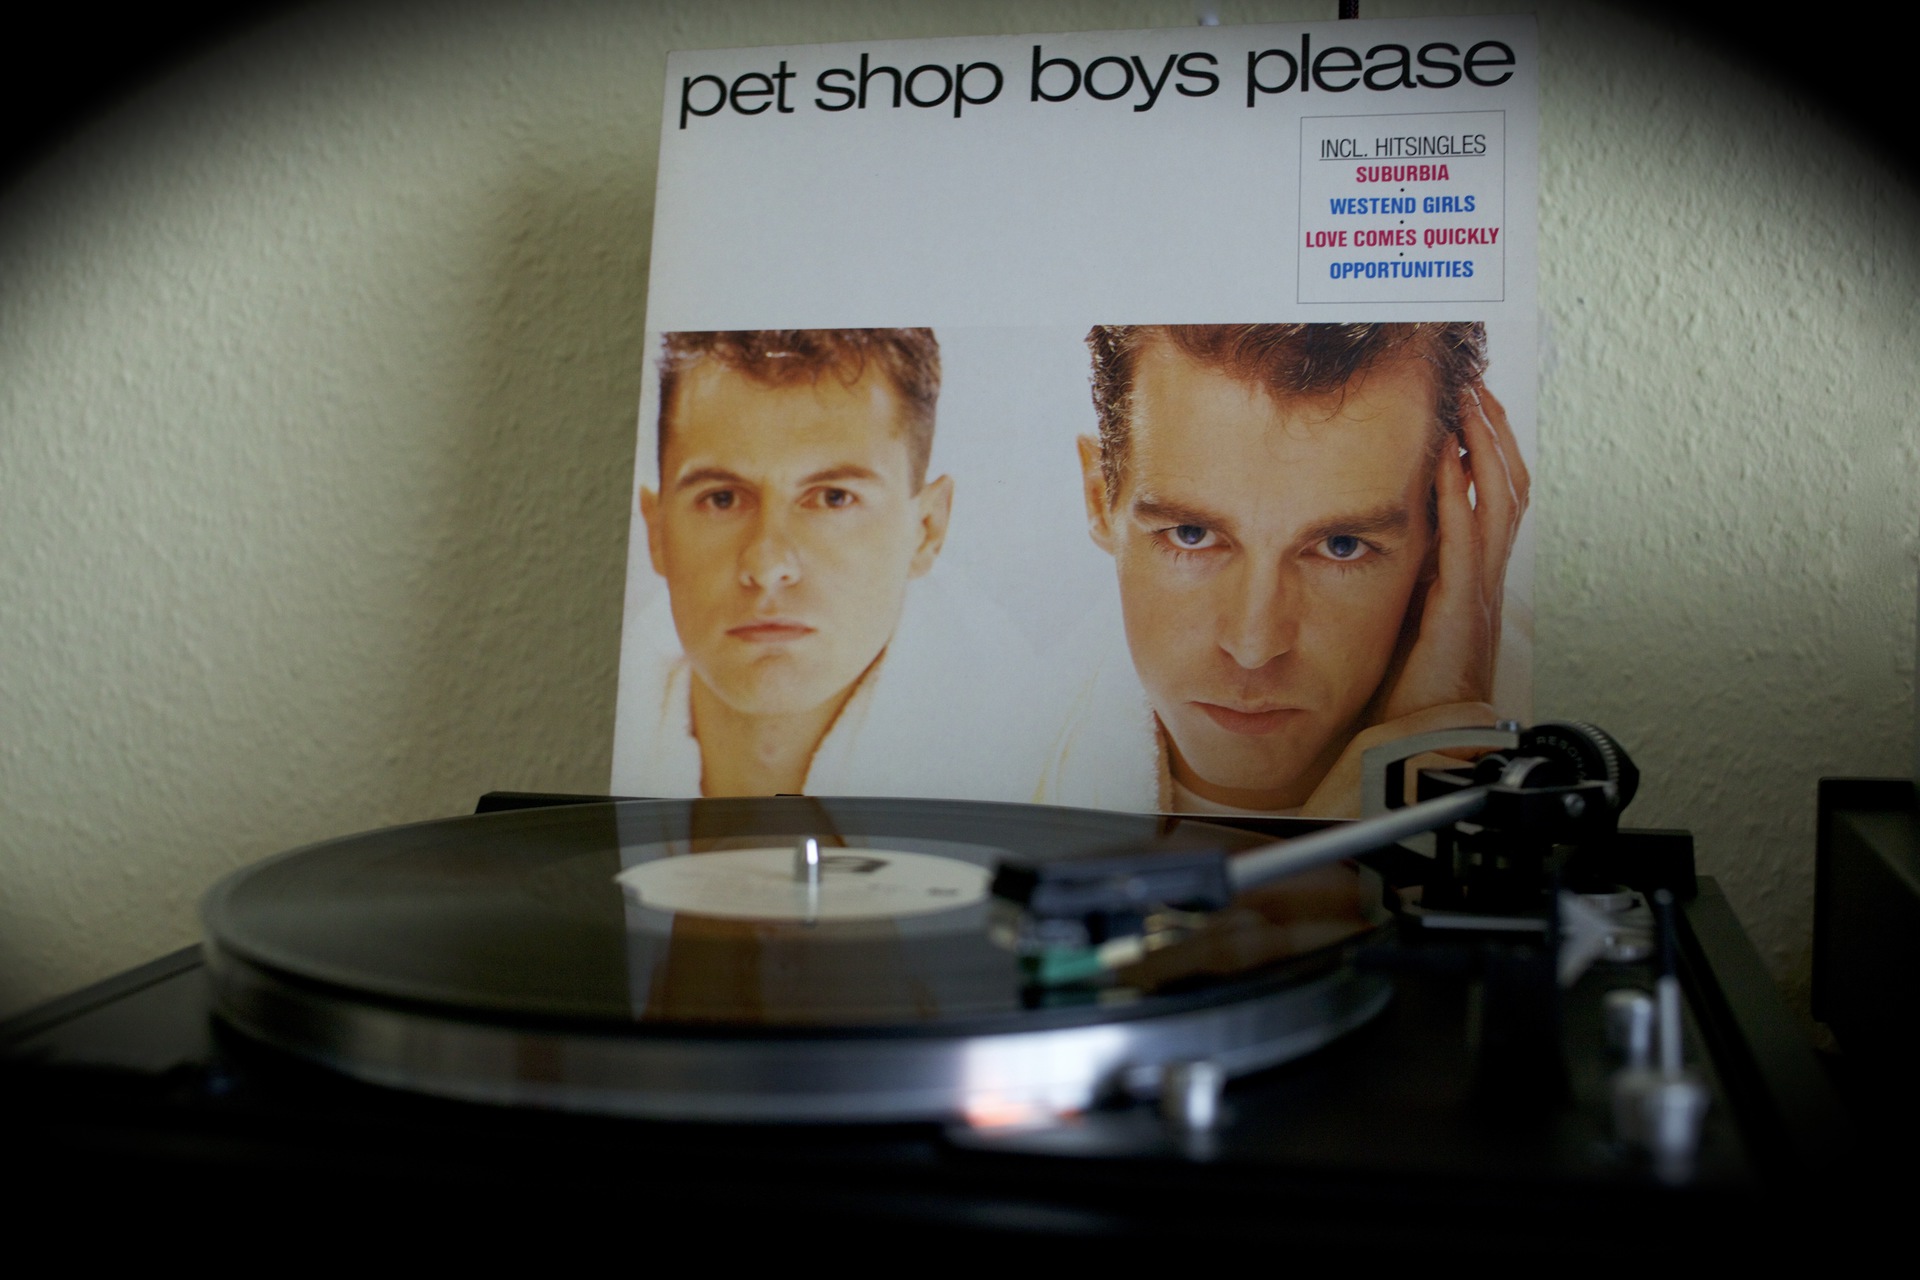 pet shop boys please
INCL. HITSINGLES
SUBURBIA
WESTEND GIRLS
LOVE COMES QUICKLY
OPPORTUNITIES